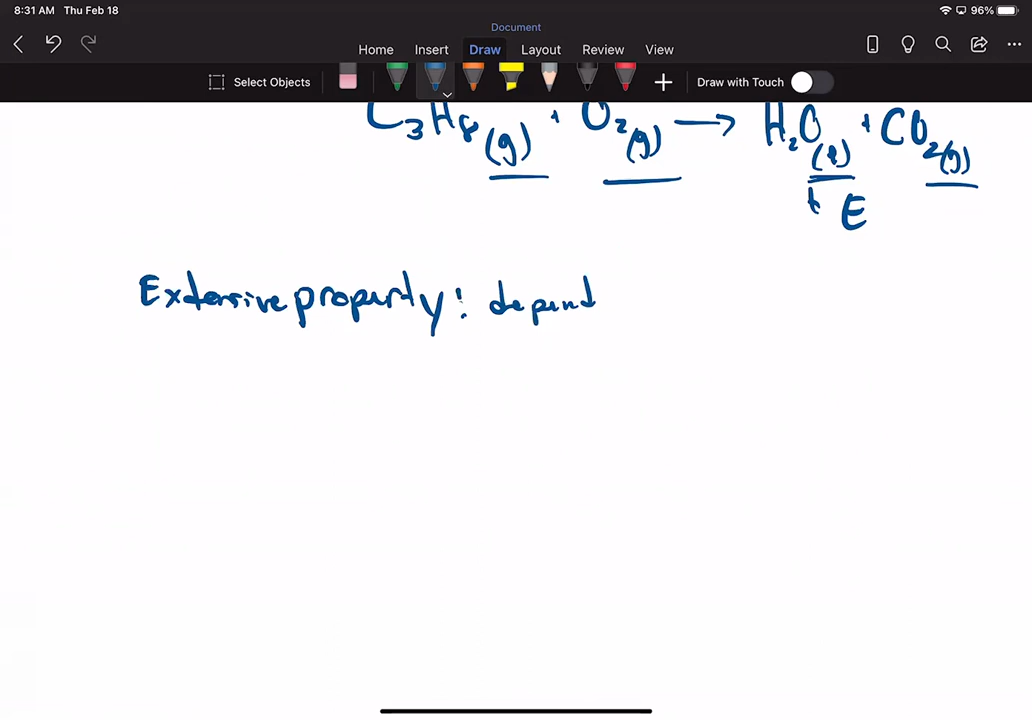 8:31 AM Thu Feb 18
96%
Document
Home Insert Draw Layout Review View
Select Objects
Draw with Touch
C₃H₈(g) + O₂(g) → H₂O(l) + CO₂(g)
+ E
Extensive property: depend